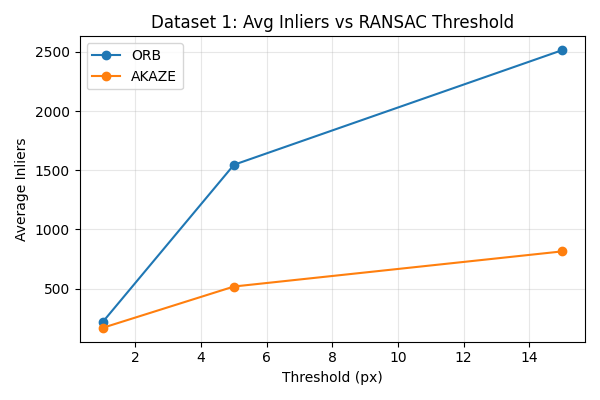 Dataset 1: Avg Inliers vs RANSAC Threshold
ORB
AKAZE
2500
2000
1500
1000
500
Average Inliers
2 4 6 8 10 12 14
Threshold (px)